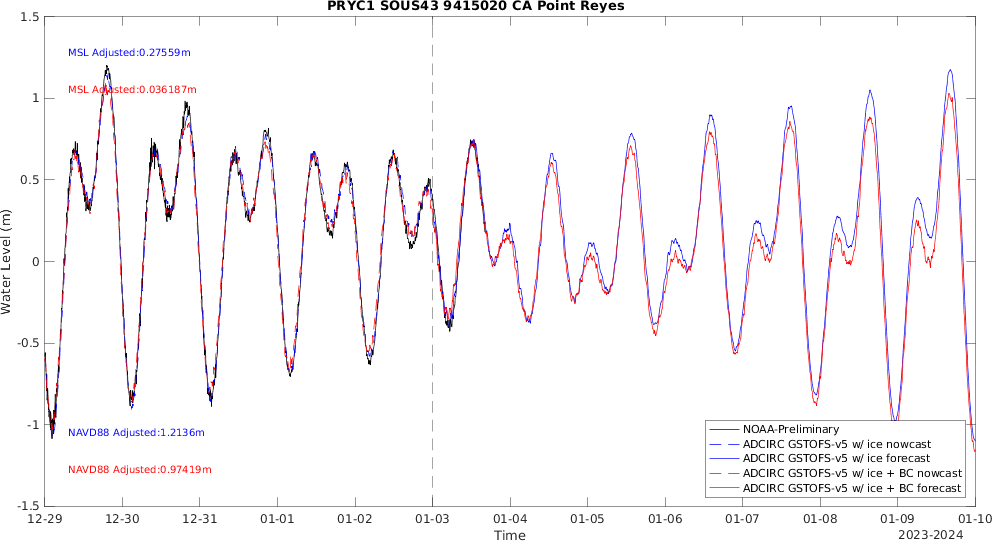 PRYC1 SOUS43 9415020 CA Point Reyes
1.5
1
0.5
0
-0.5
-1
-1.5
Water Level (m)
MSL Adjusted:0.27559m
MSL Adjusted:0.036187m
NAVD88 Adjusted:1.2136m
NAVD88 Adjusted:0.97419m
NOAA-Preliminary
ADCIRC GSTOFS-v5 w/ ice nowcast
ADCIRC GSTOFS-v5 w/ ice forecast
ADCIRC GSTOFS-v5 w/ ice + BC nowcast
ADCIRC GSTOFS-v5 w/ ice + BC forecast
12-29 12-30 12-31 01-01 01-02 01-03 01-04 01-05 01-06 01-07 01-08 01-09 01-10
Time
2023-2024